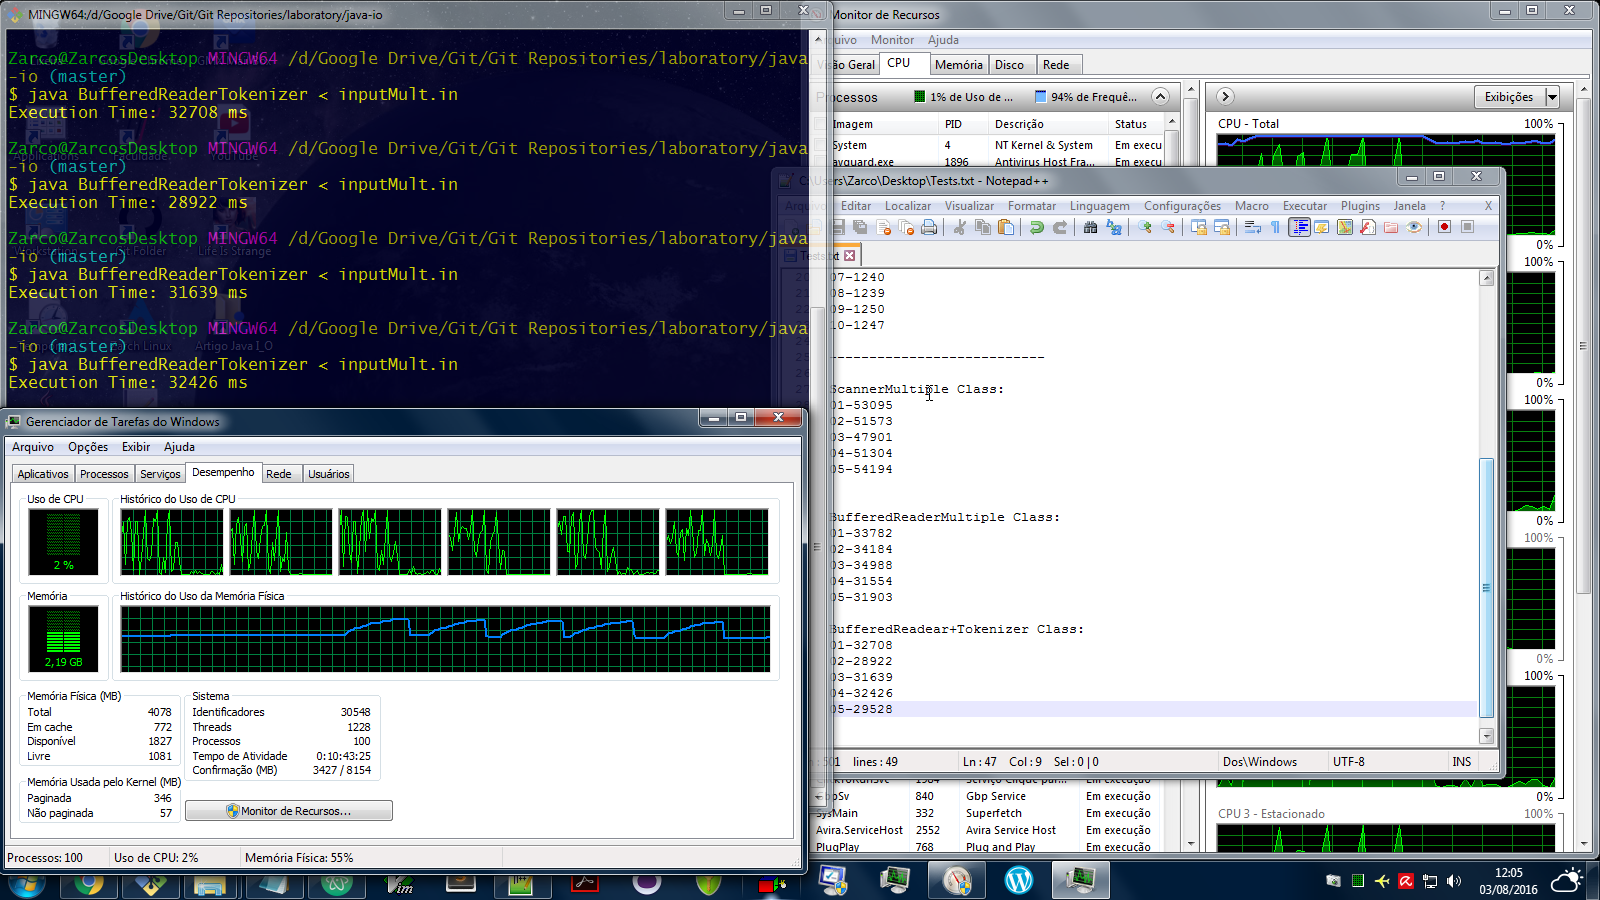 MINGW64:/d/Google Drive/Git/Git Repositories/laboratory/java-io
Zarco@ZarcosDesktop MINGW64 /d/Google Drive/Git/Git Repositories/laboratory/java
-io (master)
$ java BufferedReaderTokenizer < inputMult.in
Execution Time: 32708 ms
Zarco@ZarcosDesktop MINGW64 /d/Google Drive/Git/Git Repositories/laboratory/java
-io (master)
$ java BufferedReaderTokenizer < inputMult.in
Execution Time: 28922 ms
Zarco@ZarcosDesktop MINGW64 /d/Google Drive/Git/Git Repositories/laboratory/java
-io (master)
$ java BufferedReaderTokenizer < inputMult.in
Execution Time: 31639 ms
Zarco@ZarcosDesktop MINGW64 /d/Google Drive/Git/Git Repositories/laboratory/java
-io (master)
$ java BufferedReaderTokenizer < inputMult.in
Execution Time: 32426 ms
YouTube
Life Is Strange
Artigo Java I_O
Monitor de Recursos
Monitor Ajuda
Visão Geral CPU Memória Disco Rede
Processos 1% de Uso de ... 94% de Frequê...
Imagem PID Descrição Status
System 4 NT Kernel & System Em execu
avguard.exe 1896 Antivirus Host Fra... Em execu
Exibições
CPU - Total 100%
0%
100%
0%
100%
0%
100%
0%
100%
0%
CPU 3 - Estacionado 100%
C:\Users\Zarco\Desktop\Tests.txt - Notepad++
Arquivo Editar Localizar Visualizar Formatar Linguagem Configurações Macro Executar Plugins Janela ? X
Tests.txt
07-1240
08-1239
09-1250
10-1247
ScannerMultiple Class:
01-53095
02-51573
03-47901
04-51304
05-54194
BufferedReaderMultiple Class:
01-33782
02-34184
03-34988
04-31554
05-31903
BufferedReadear+Tokenizer Class:
01-32708
02-28922
03-31639
04-32426
05-29528
lines : 49 Ln : 47 Col : 9 Sel : 0 | 0 Dos\Windows UTF-8 INS
GbpSv 840 Gbp Service Em execução
SysMain 332 Superfetch Em execução
Avira.ServiceHost 2552 Avira Service Host Em execução
PlugPlay 768 Plug and Play Em execução
Gerenciador de Tarefas do Windows
Arquivo Opções Exibir Ajuda
Aplicativos Processos Serviços Desempenho Rede Usuários
Uso de CPU Histórico do Uso de CPU
2 %
Memória Histórico do Uso da Memória Física
2,19 GB
Memória Física (MB)
Total 4078
Em cache 772
Disponível 1827
Livre 1081
Memória Usada pelo Kernel (MB)
Paginada 346
Não paginada 57
Sistema
Identificadores 30548
Threads 1228
Processos 100
Tempo de Atividade 0:10:43:25
Confirmação (MB) 3427 / 8154
Monitor de Recursos...
Processos: 100 Uso de CPU: 2% Memória Física: 55%
Vim
12:05
03/08/2016